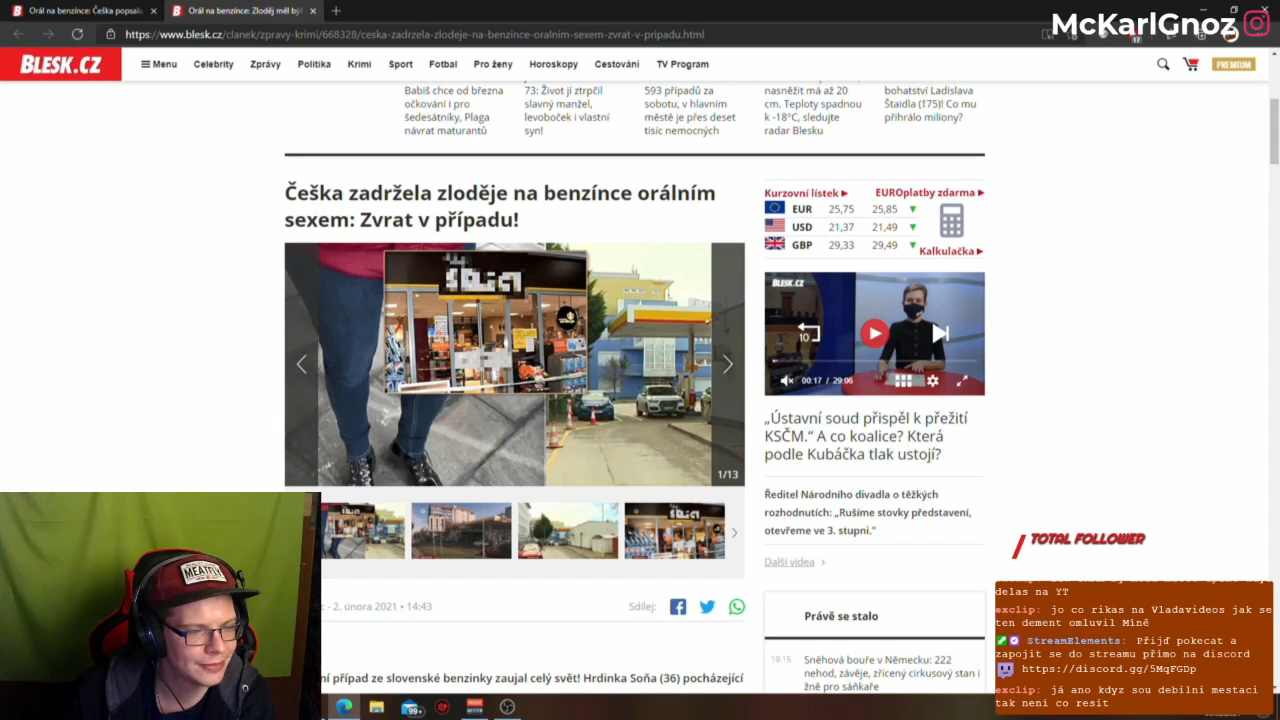 Orál na benzínce: Češka popsala
Orál na benzínce: Zloděj měl být
McKarlGnoz
https://www.blesk.cz/clanek/zpravy-krimi/668328/ceska-zadrzela-zlodeje-na-benzince-oralnim-sexem-zvrat-v-pripadu.html
17
BLESK.CZ
Menu Celebrity Zprávy Politika Krimi Sport Fotbal Pro ženy Horoskopy Cestování TV Program
PREMIUM
Babiš chce od března
očkování i pro
šedesátníky, Plaga
návrat maturantů
73: Život jí ztrpčil
slavný manžel,
levoboček i vlastní
syn!
593 případů za
sobotu, v hlavním
městě je přes deset
tisíc nemocných
nasněžit má až 20
cm. Teploty spadnou
k -18°C, sledujte
radar Blesku
bohatství Ladislava
Štaidla (†75)! Co mu
přihrálo miliony?
Češka zadržela zloděje na benzínce orálním
sexem: Zvrat v případu!
1/13
Sdílej:
- 2. února 2021 • 14:43
ní případ ze slovenské benzinky zaujal celý svět! Hrdinka Soňa (36) pocházející
Kurzovní lístek EUROplatby zdarma
EUR 25,75 25,85
USD 21,37 21,49
GBP 29,33 29,49
Kalkulačka
BLESK.CZ
10
00:17 / 29:06
„Ústavní soud přispěl k přežití
KSČM.“ A co koalice? Která
podle Kubáčka tlak ustojí?
Ředitel Národního divadla o těžkých
rozhodnutích: „Rušíme stovky představení,
otevřeme ve 3. stupni."
Další videa
Právě se stalo
19:15 Sněhová bouře v Německu: 222
nehod, závěje, zřícený cirkusový stan i
žně pro sáňkaře
TOTAL FOLLOWER
delas na YT
exclip: jo co rikas na Vladavideos jak se
ten dement omluvil Míně
StreamElements: Přijď pokecat a
zapojit se do streamu přímo na discord
https://discord.gg/5MqFGDp
exclip: já ano kdyz sou debilni mestaci
tak neni co resit
MEATFLY
99+